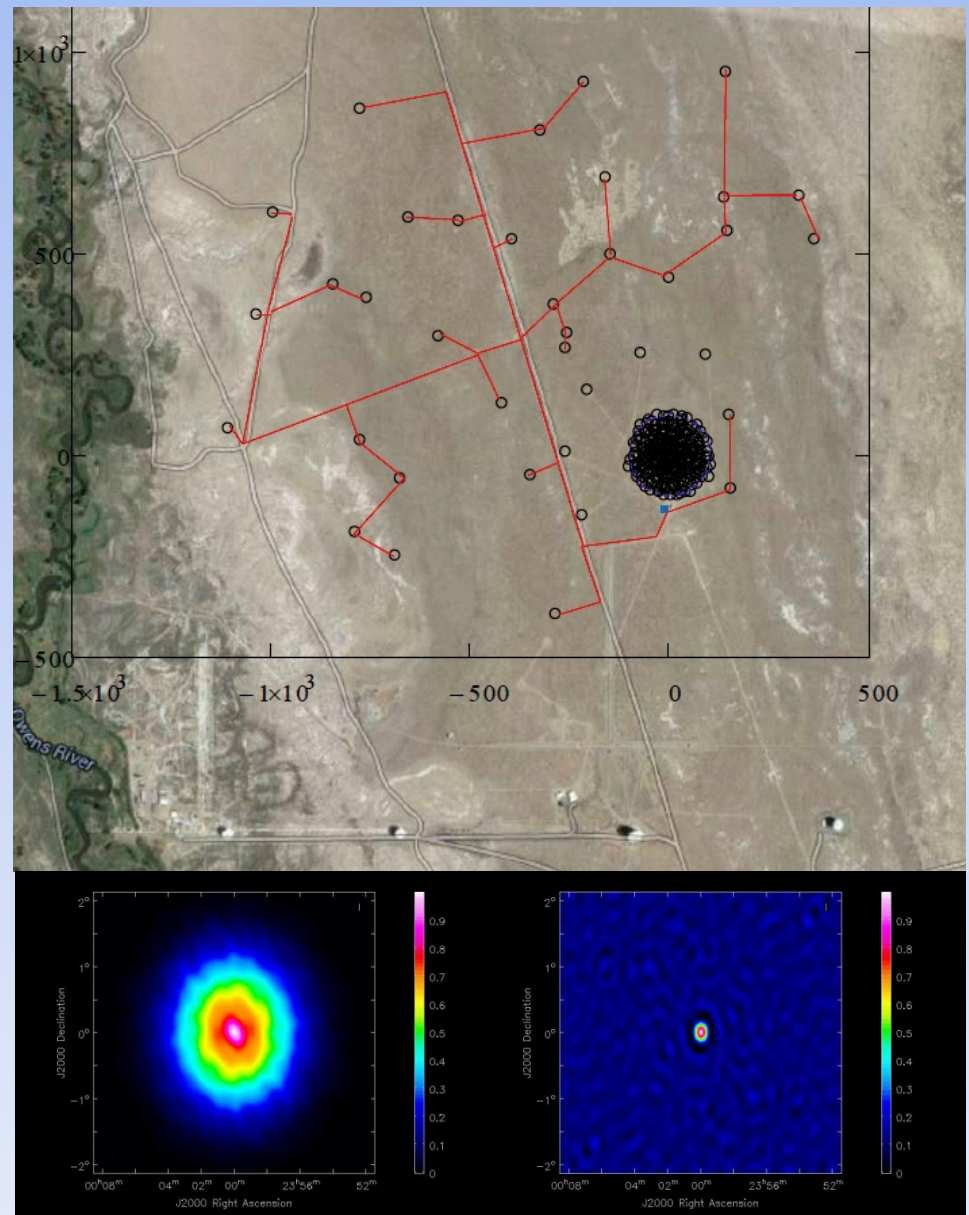 1×10³
500
0
−500
−1.5×10³ −1×10³ −500 0 500
Owens River
2° I 0.9
0.8
1° 0.7
0.6
0° 0.5
0.4
−1° 0.3
0.2
0.1
−2° 0
J2000 Declination
00ʰ08ᵐ 04ᵐ 02ᵐ 00ᵐ 23ʰ56ᵐ 52ᵐ
J2000 Right Ascension
2° I 0.9
0.8
1° 0.7
0.6
0° 0.5
0.4
−1° 0.3
0.2
0.1
−2° 0
J2000 Declination
00ʰ08ᵐ 04ᵐ 02ᵐ 00ᵐ 23ʰ56ᵐ 52ᵐ
J2000 Right Ascension